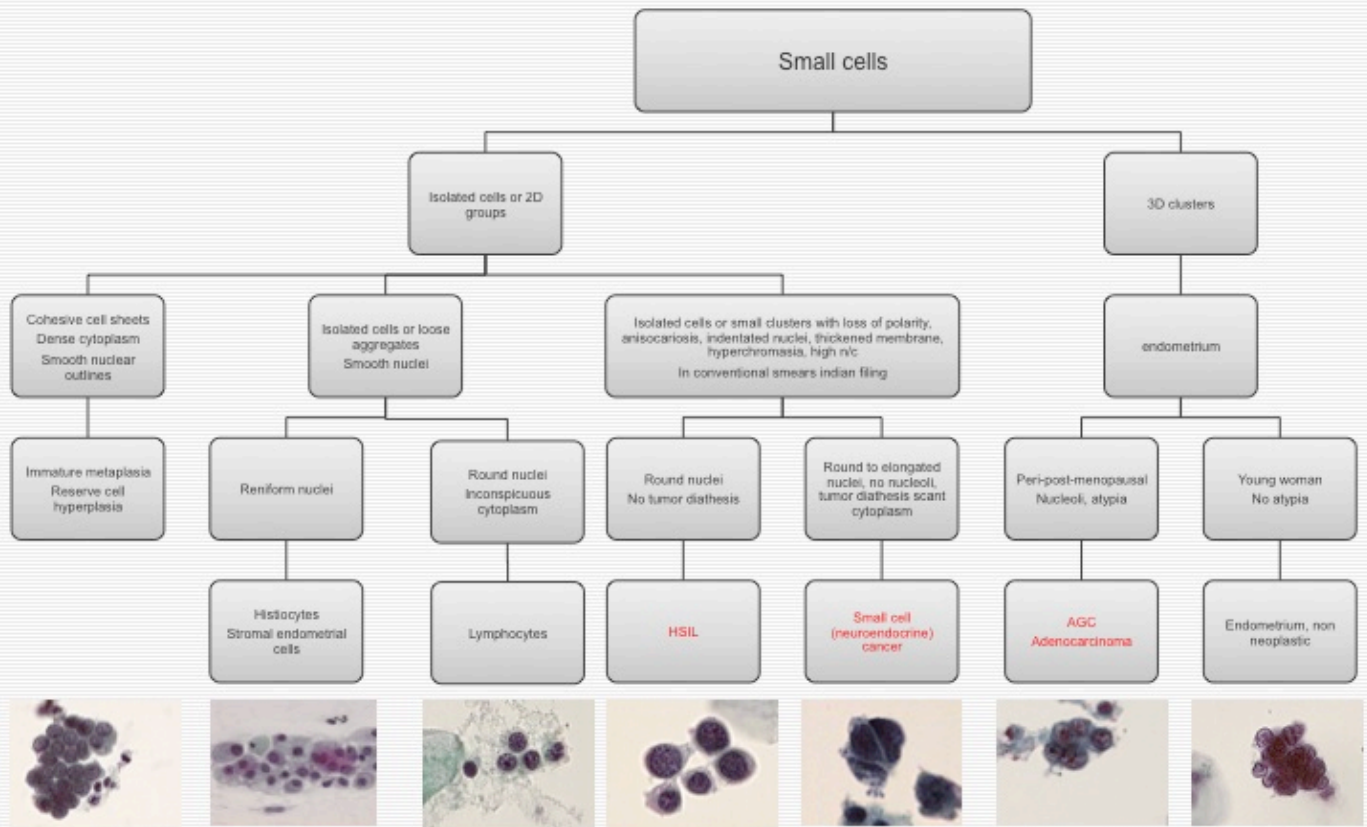 Small cells
Isolated cells or 2D
groups
3D clusters
Cohesive cell sheets
Dense cytoplasm
Smooth nuclear
outlines
Isolated cells or loose
aggregates
Smooth nuclei
Isolated cells or small clusters with loss of polarity,
anisocariosis, indentated nuclei, thickened membrane,
hyperchromasia, high n/c
In conventional smears indian filing
endometrium
Immature metaplasia
Reserve cell
hyperplasia
Reniform nuclei
Round nuclei
Inconspicuous
cytoplasm
Round nuclei
No tumor diathesis
Round to elongated
nuclei, no nucleoli,
tumor diathesis scant
cytoplasm
Peri-post-menopausal
Nucleoli, atypia
Young woman
No atypia
Histiocytes
Stromal endometrial
cells
Lymphocytes
HSIL
Small cell
(neuroendocrine)
cancer
AGC
Adenocarcinoma
Endometrium, non
neoplastic